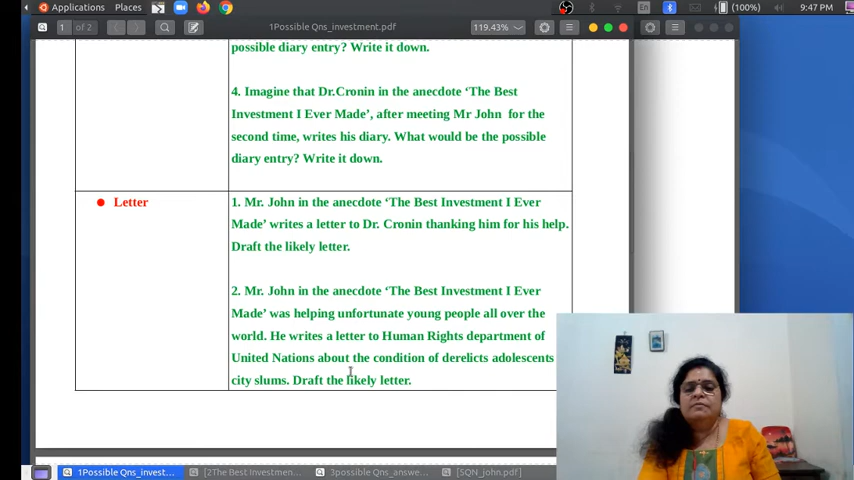 Applications Places En (100%) 9:47 PM
1 of 2 1Possible Qns_investment.pdf 119.43%
possible diary entry? Write it down.
4. Imagine that Dr.Cronin in the anecdote ‘The Best
Investment I Ever Made’, after meeting Mr John for the
second time, writes his diary. What would be the possible
diary entry? Write it down.
Letter
1. Mr. John in the anecdote ‘The Best Investment I Ever
Made’ writes a letter to Dr. Cronin thanking him for his help.
Draft the likely letter.
2. Mr. John in the anecdote ‘The Best Investment I Ever
Made’ was helping unfortunate young people all over the
world. He writes a letter to Human Rights department of
United Nations about the condition of derelicts adolescents
city slums. Draft the likely letter.
1Possible Qns_invest... [2The Best Investmen... 3possible Qns_answe... [SQN_john.pdf]